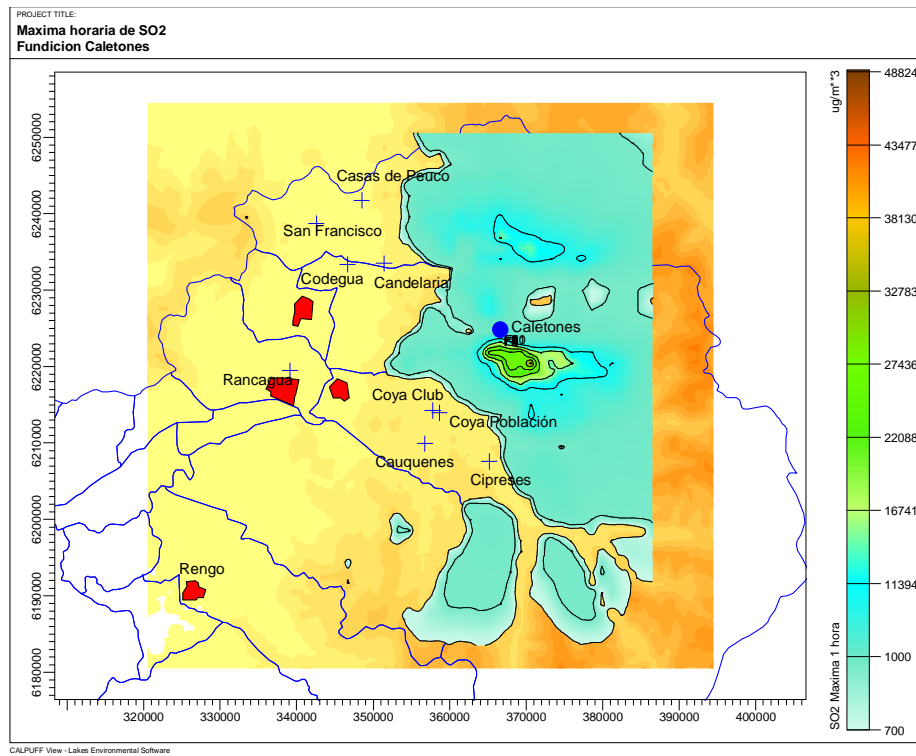 PROJECT TITLE:
Maxima horaria de SO2
Fundicion Caletones
ug/m**3
48824
43477
38130
32783
27436
22088
16741
11394
1000
700
SO2 Maxima 1 hora
6250000
6240000
6230000
6220000
6210000
6200000
6190000
6180000
Casas de Peuco
San Francisco
Codegua
Candelaria
Caletones
Rancagua
Coya Club
Coya Población
Cauquenes
Cipreses
Rengo
320000
330000
340000
350000
360000
370000
380000
390000
400000
CALPUFF View - Lakes Environmental Software